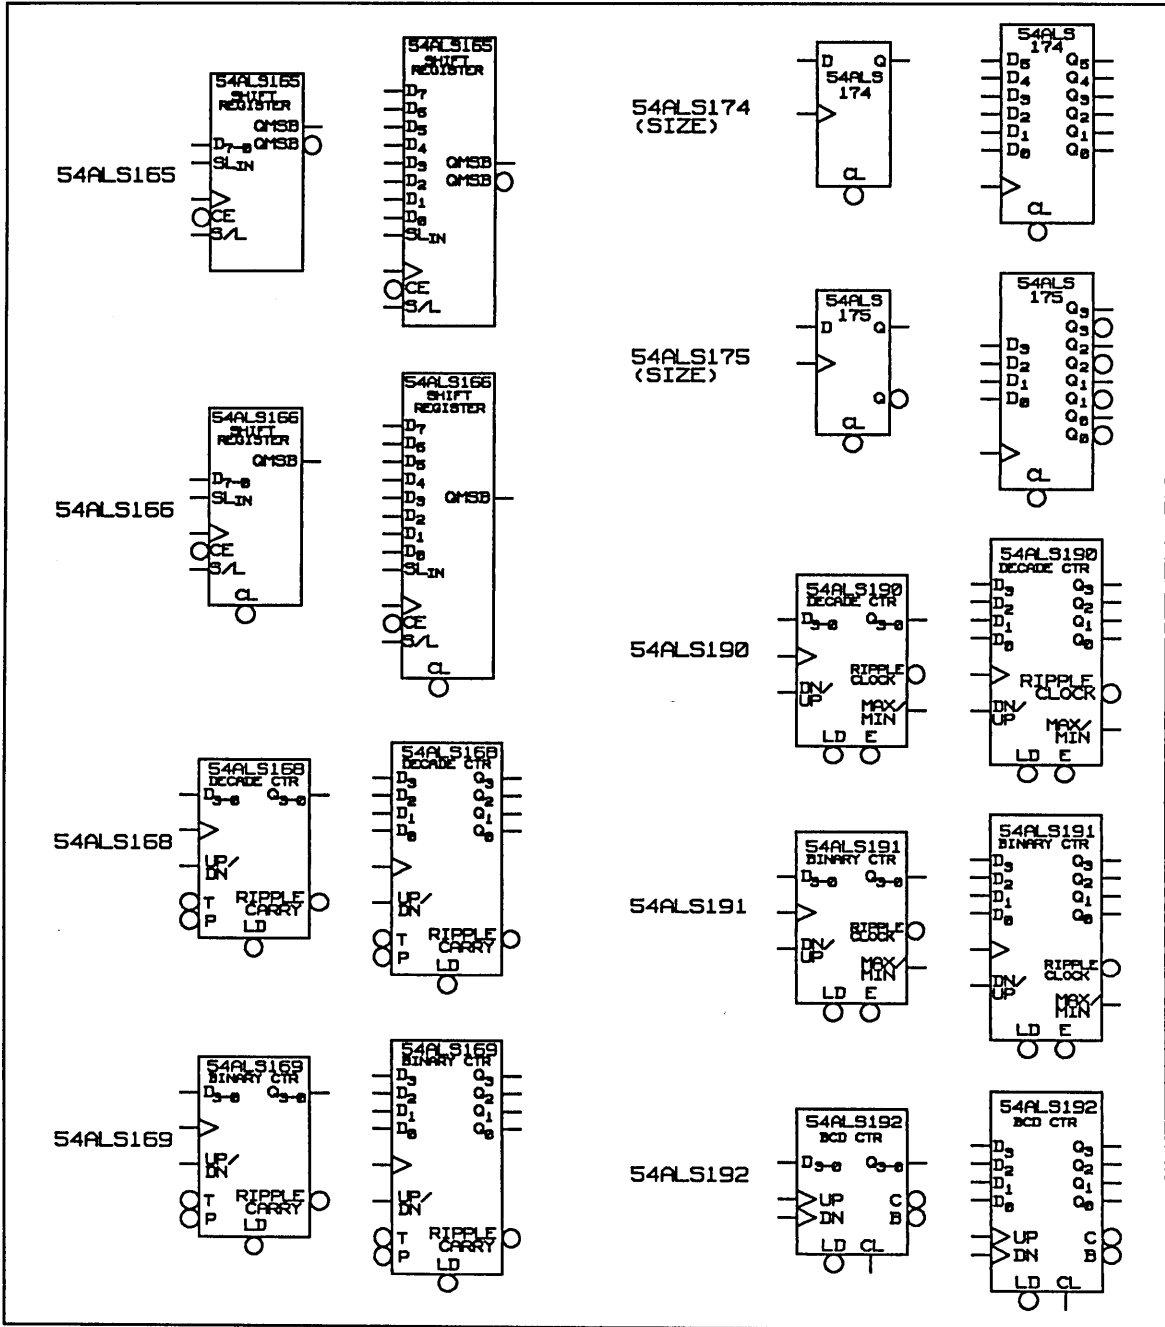 54ALS165
54ALS165
SHIFT
REGISTER
QMSB
D7-0 QMSB
SLIN
CE
S/L
54ALS165
SHIFT
REGISTER
D7
D6
D5
D4
D3 QMSB
D2 QMSB
D1
D0
SLIN
CE
S/L
54ALS166
54ALS166
SHIFT
REGISTER
QMSB
D7-0
SLIN
CE
S/L
CL
54ALS166
SHIFT
REGISTER
D7
D6
D5
D4
D3 QMSB
D2
D1
D0
SLIN
CE
S/L
CL
54ALS168
54ALS168
DECADE CTR
D3-0 Q3-0
UP/
DN
T RIPPLE
P CARRY
LD
54ALS168
DECADE CTR
D3 Q3
D2 Q2
D1 Q1
D0 Q0
UP/
DN
T RIPPLE
P CARRY
LD
54ALS169
54ALS169
BINARY CTR
D3-0 Q3-0
UP/
DN
T RIPPLE
P CARRY
LD
54ALS169
BINARY CTR
D3 Q3
D2 Q2
D1 Q1
D0 Q0
UP/
DN
T RIPPLE
P CARRY
LD
54ALS174
(SIZE)
D Q
54ALS
174
CL
54ALS
174
D5 Q5
D4 Q4
D3 Q3
D2 Q2
D1 Q1
D0 Q0
CL
54ALS175
(SIZE)
54ALS
175
D Q
Q
CL
54ALS
175
Q3
Q3
D3 Q2
D2 Q2
D1 Q1
D0 Q1
Q0
Q0
CL
54ALS190
54ALS190
DECADE CTR
D3-0 Q3-0
RIPPLE
CLOCK
DN/
UP MAX/
MIN
LD E
54ALS190
DECADE CTR
D3 Q3
D2 Q2
D1 Q1
D0 Q0
RIPPLE
CLOCK
DN/
UP MAX/
MIN
LD E
54ALS191
54ALS191
BINARY CTR
D3-0 Q3-0
RIPPLE
CLOCK
DN/
UP MAX/
MIN
LD E
54ALS191
BINARY CTR
D3 Q3
D2 Q2
D1 Q1
D0 Q0
RIPPLE
CLOCK
DN/
UP MAX/
MIN
LD E
54ALS192
54ALS192
BCD CTR
D3-0 Q3-0
UP C
DN B
LD CL
54ALS192
BCD CTR
D3 Q3
D2 Q2
D1 Q1
D0 Q0
UP C
DN B
LD CL